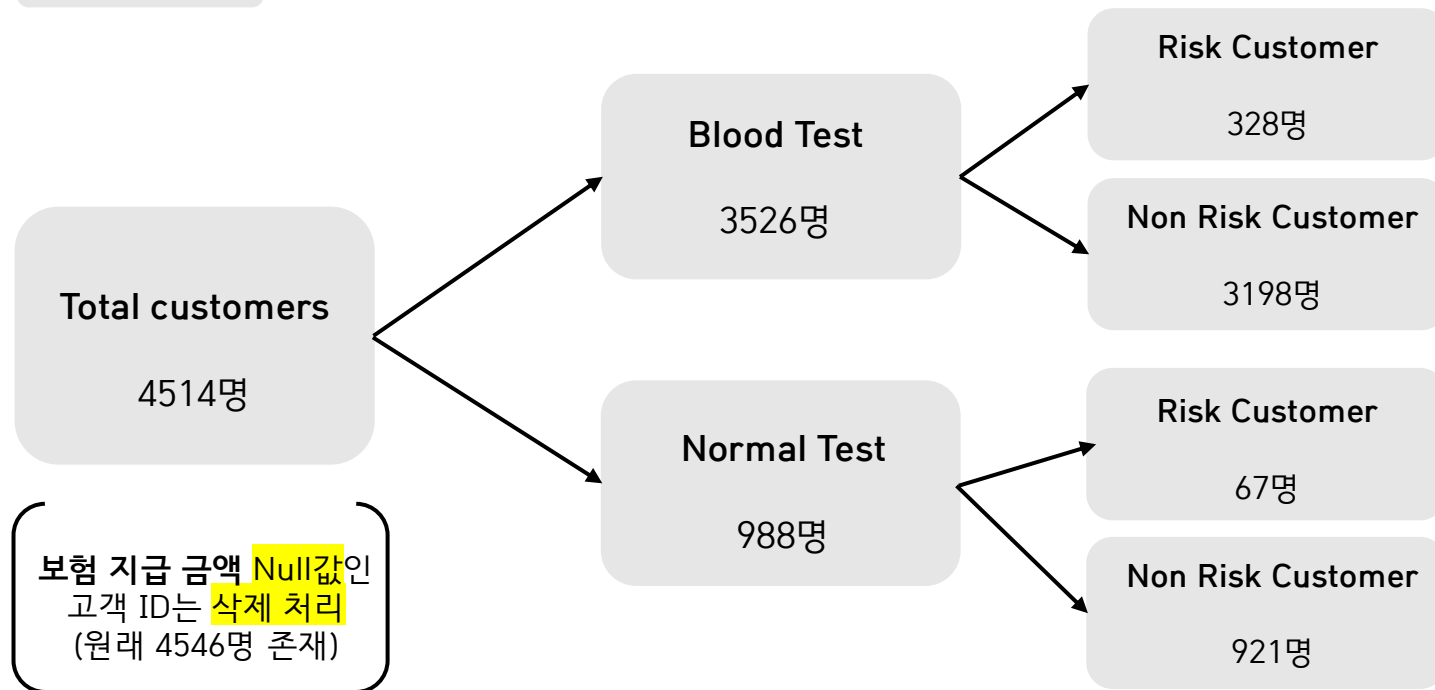 Total customers
4514명
보험 지급 금액 Null값인
고객 ID는 삭제 처리
(원래 4546명 존재)
Blood Test
3526명
Normal Test
988명
Risk Customer
328명
Non Risk Customer
3198명
Risk Customer
67명
Non Risk Customer
921명